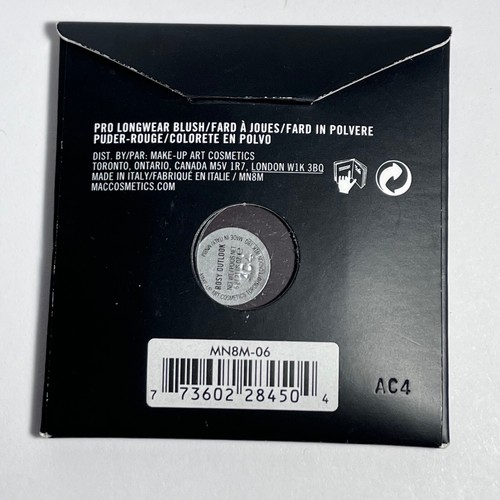 PRO LONGWEAR BLUSH/FARD À JOUES/FARD IN POLVERE
PUDER-ROUGE/COLORETE EN POLVO
DIST. BY/PAR: MAKE-UP ART COSMETICS
TORONTO, ONTARIO, CANADA M5V 1R7, LONDON W1K 3BQ
MADE IN ITALY/FABRIQUÉ EN ITALIE / MN8M
MACCOSMETICS.COM
ROSY OUTLOOK
AC4
MN8M-06
7 73602 28450 4
AC4